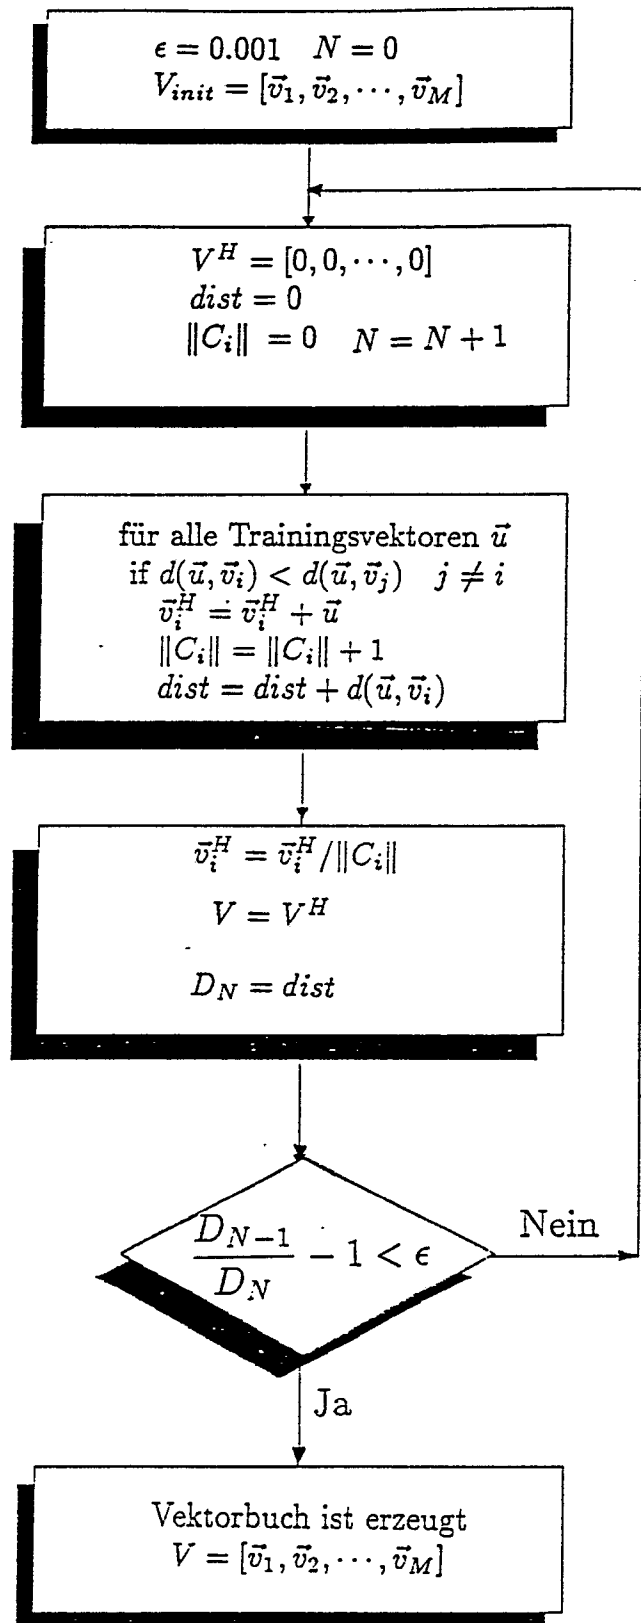 ϵ = 0.001 N = 0
V_init = [v⃗_1, v⃗_2, ⋯, v⃗_M]
V^H = [0, 0, ⋯, 0]
dist = 0
‖C_i‖ = 0 N = N + 1
für alle Trainingsvektoren u⃗
if d(u⃗, v⃗_i) < d(u⃗, v⃗_j) j ≠ i
v⃗_i^H = v⃗_i^H + u⃗
‖C_i‖ = ‖C_i‖ + 1
dist = dist + d(u⃗, v⃗_i)
v⃗_i^H = v⃗_i^H/‖C_i‖
V = V^H
D_N = dist
D_{N−1}/D_N − 1 < ϵ
Nein
Ja
Vektorbuch ist erzeugt
V = [v⃗_1, v⃗_2, ⋯, v⃗_M]